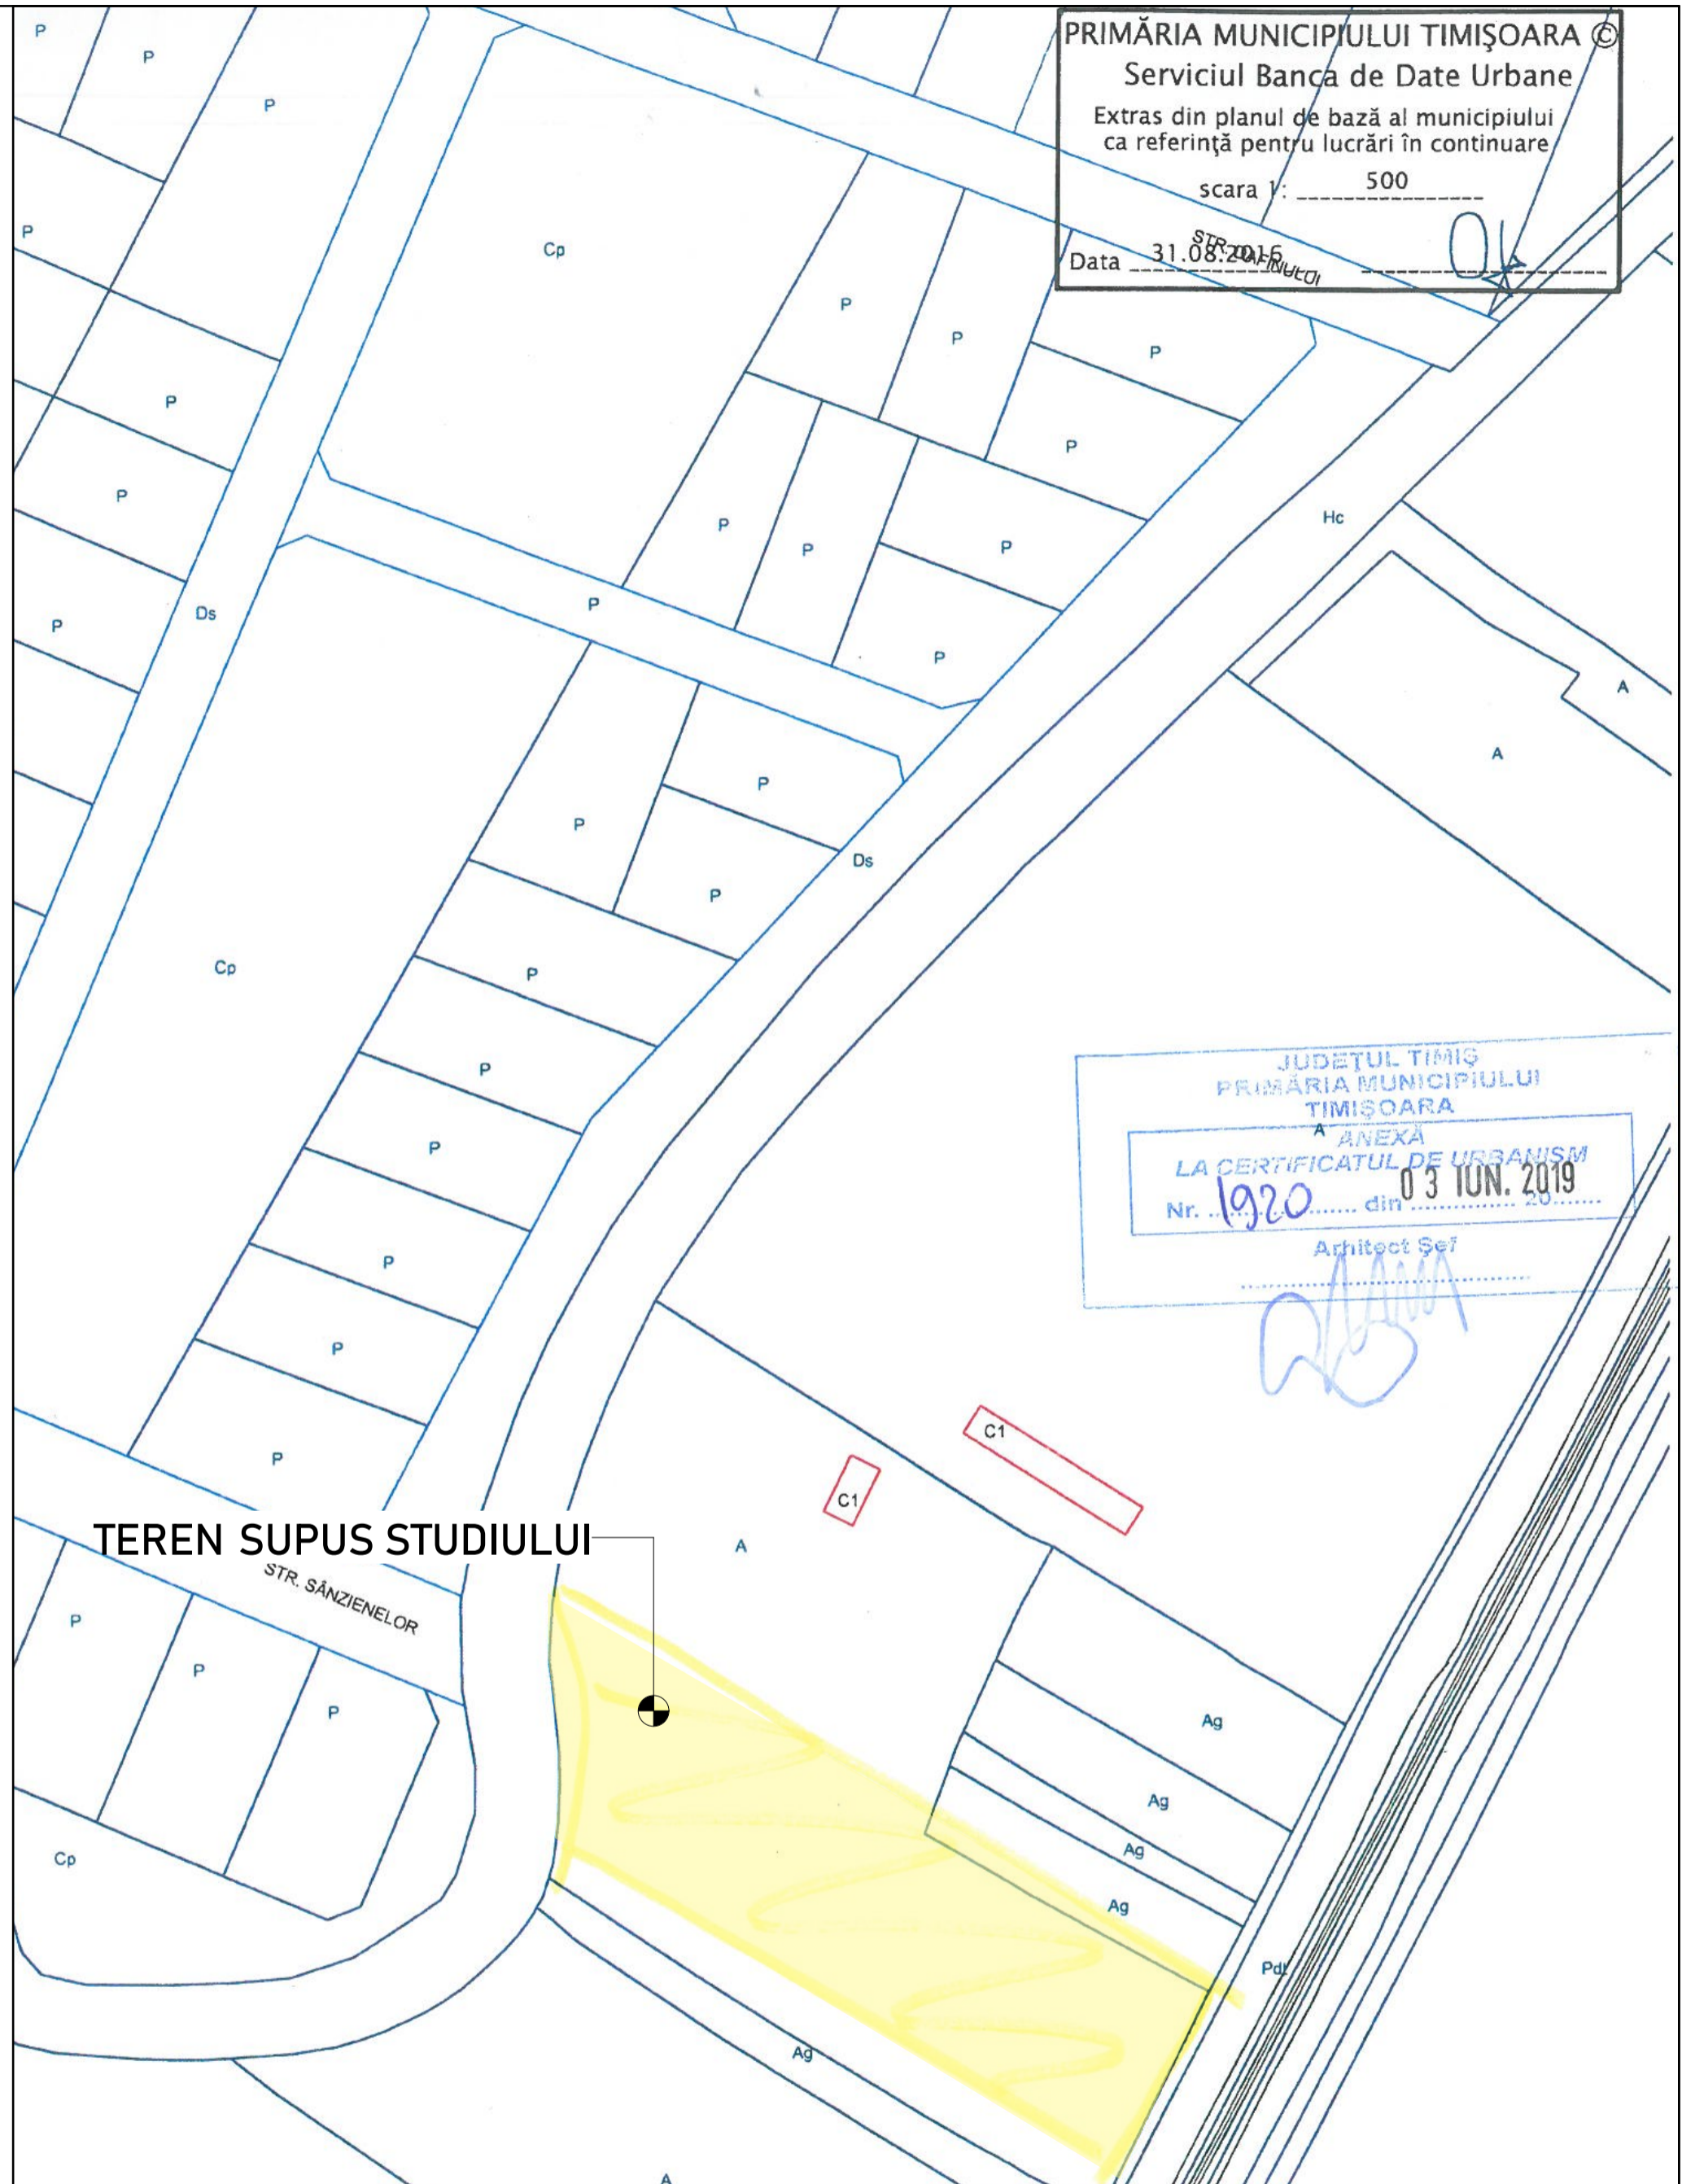 PRIMĂRIA MUNICIPIULUI TIMIŞOARA ©
Serviciul Banca de Date Urbane
Extras din planul de bază al municipiului
ca referinţă pentru lucrări în continuare
scara 1: 500
Data 31.08.2016
P
P
P
P
Cp
P
P
P
P
P
P
P
Hc
P
P
P
P
Ds
P
P
A
A
P
P
Ds
P
P
Cp
P
JUDEŢUL TIMIŞ
PRIMĂRIA MUNICIPIULUI
TIMIŞOARA
A
ANEXĂ
LA CERTIFICATUL DE URBANISM
Nr. 1920 din 03 IUN. 2019
20
Arhitect Şef
P
P
P
P
C1
C1
A
TEREN SUPUS STUDIULUI
STR. SÂNZIENELOR
P
P
P
Ag
Ag
Ag
Ag
Cp
Pdt
Ag
A